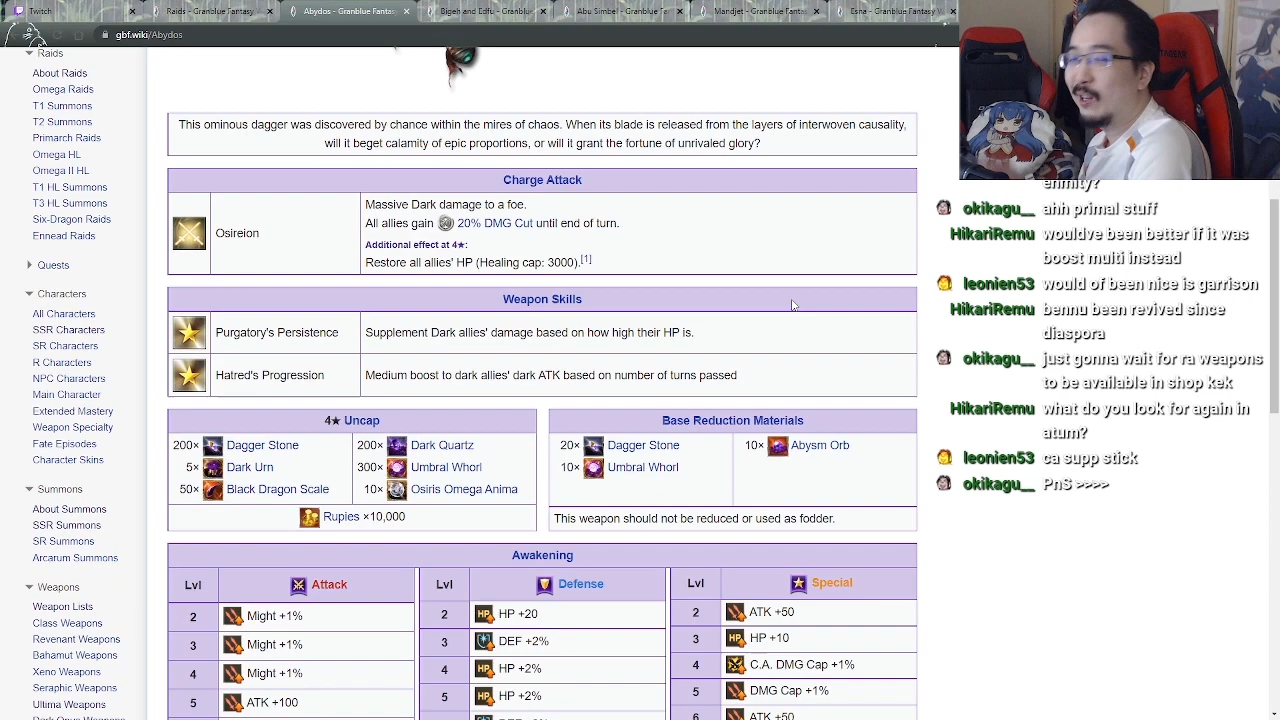 Twitch
Raids - Granblue Fantasy
Abydos - Granblue Fantas
Bigge and Edfu - Granblu
Abu Simbel - Granblue Fa
Mandjet - Granblue Fanta
Esna - Granblue Fantasy W
gbf.wiki/Abydos
Raids
About Raids
Omega Raids
T1 Summons
T2 Summons
Primarch Raids
Omega HL
Omega II HL
T1 HL Summons
T3 HL Summons
Six-Dragon Raids
Ennead Raids
Quests
Characters
All Characters
SSR Characters
SR Characters
R Characters
NPC Characters
Main Character
Extended Mastery
Weapon Specialty
Fate Episodes
Character Skins
Summons
About Summons
SSR Summons
SR Summons
Arcarum Summons
Weapons
Weapon Lists
Class Weapons
Revenant Weapons
Bahamut Weapons
Xeno Weapons
Seraphic Weapons
Ultima Weapons
Dark Opus Weapons
This ominous dagger was discovered by chance within the mires of chaos. When its blade is released from the layers of interwoven causality,
will it beget calamity of epic proportions, or will it grant the fortune of unrivaled glory?
Charge Attack
Osireion
Massive Dark damage to a foe.
All allies gain 20% DMG Cut until end of turn.
Additional effect at 4★:
Restore all allies' HP (Healing cap: 3000).[1]
Weapon Skills
Purgatory's Persistence
Supplement Dark allies' damage based on how high their HP is.
Hatred's Progression
Medium boost to dark allies' dark ATK based on number of turns passed
4★ Uncap
200× Dagger Stone
200× Dark Quartz
5× Dark Urn
300× Umbral Whorl
50× Black Dragon Scale
10× Osiris Omega Anima
Rupies ×10,000
Base Reduction Materials
20× Dagger Stone
10× Abysm Orb
10× Umbral Whorl
This weapon should not be reduced or used as fodder.
Awakening
Lvl Attack
2 Might +1%
3 Might +1%
4 Might +1%
5 ATK +100
Lvl Defense
2 HP +20
3 DEF +2%
4 HP +2%
5 HP +2%
Lvl Special
2 ATK +50
3 HP +10
4 C.A. DMG Cap +1%
5 DMG Cap +1%
6 ATK +50
enmity?
okikagu__ ahh primal stuff
HikariRemu wouldve been better if it was
boost multi instead
leonien53 would of been nice is garrison
HikariRemu bennu been revived since
diaspora
okikagu__ just gonna wait for ra weapons
to be available in shop kek
HikariRemu what do you look for again in
atum?
leonien53 ca supp stick
okikagu__ PnS >>>>